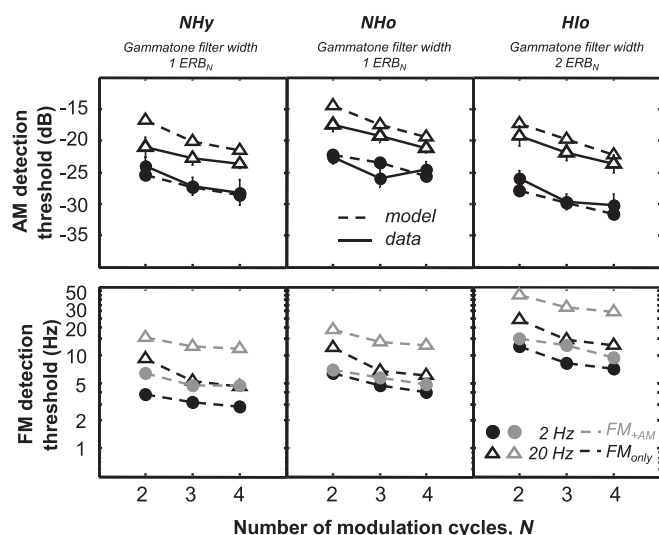 NHy
NHo
HIo
Gammatone filter width
1 ERBN
Gammatone filter width
1 ERBN
Gammatone filter width
2 ERBN
AM detection
threshold (dB)
-15
-20
-25
-30
-35
model
data
FM detection
threshold (Hz)
50
30
20
10
5
2
1
2 Hz
FM+AM
20 Hz
FMonly
2
3
4
2
3
4
2
3
4
Number of modulation cycles, N